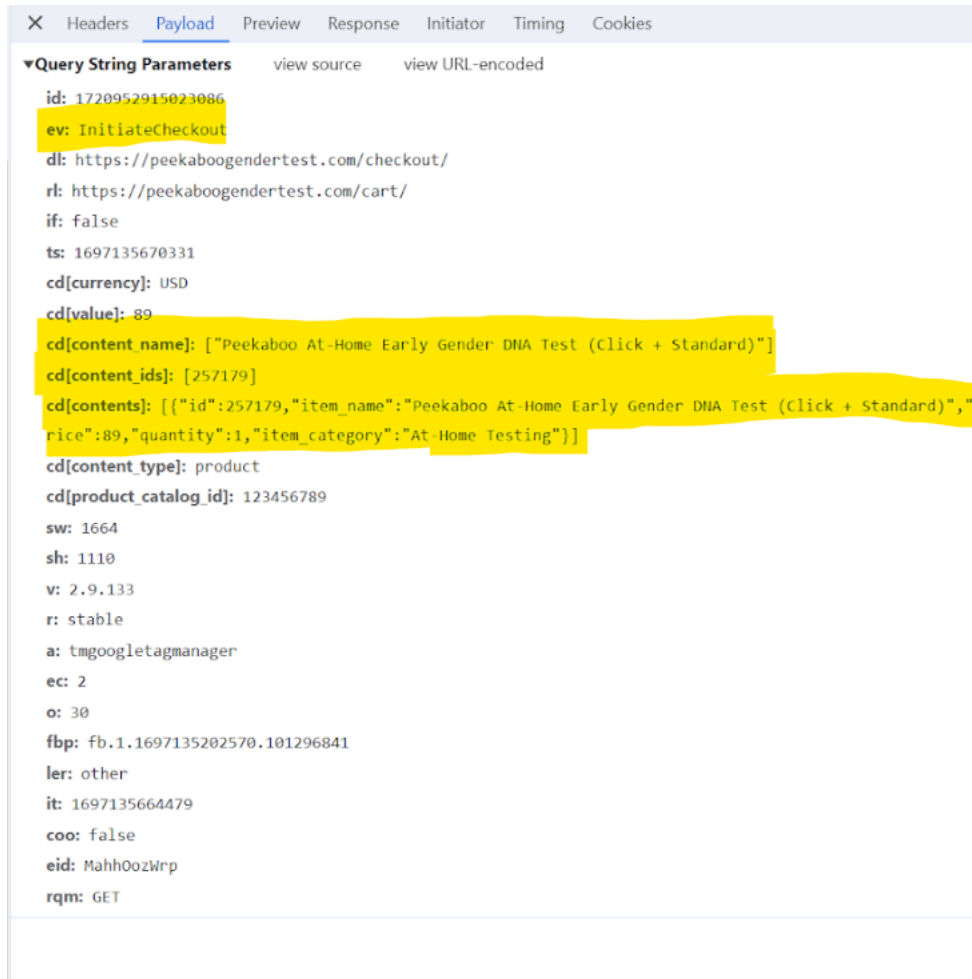 × Headers Payload Preview Response Initiator Timing Cookies
▼Query String Parameters view source view URL-encoded
id: 1720952915023086
ev: InitiateCheckout
dl: https://peekaboogendertest.com/checkout/
rl: https://peekaboogendertest.com/cart/
if: false
ts: 1697135670331
cd[currency]: USD
cd[value]: 89
cd[content_name]: ["Peekaboo At-Home Early Gender DNA Test (Click + Standard)"]
cd[content_ids]: [257179]
cd[contents]: [{"id":257179,"item_name":"Peekaboo At-Home Early Gender DNA Test (Click + Standard)","
rice":89,"quantity":1,"item_category":"At-Home Testing"}]
cd[content_type]: product
cd[product_catalog_id]: 123456789
sw: 1664
sh: 1110
v: 2.9.133
r: stable
a: tmgoogletagmanager
ec: 2
o: 30
fbp: fb.1.1697135202570.101296841
ler: other
it: 1697135664479
coo: false
eid: MahhOozWrp
rqm: GET